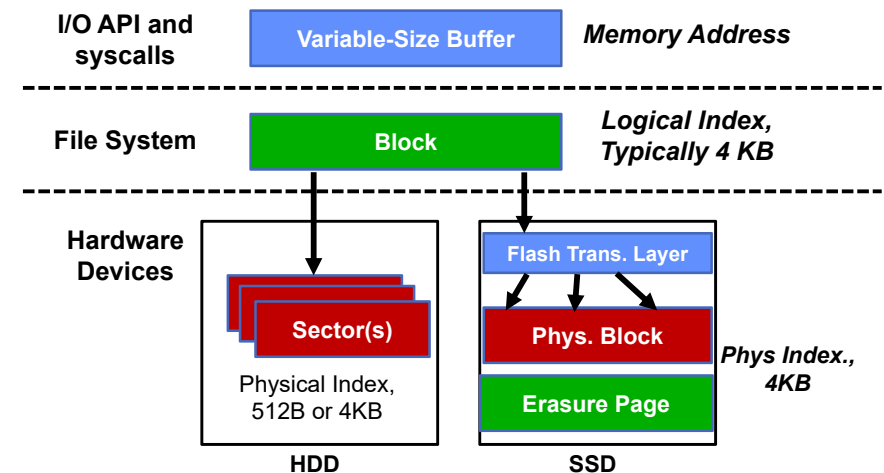 I/O API and
syscalls
Variable-Size Buffer
Memory Address
File System
Block
Logical Index,
Typically 4 KB
Hardware
Devices
Sector(s)
Physical Index,
512B or 4KB
HDD
Flash Trans. Layer
Phys. Block
Erasure Page
SSD
Phys Index.,
4KB